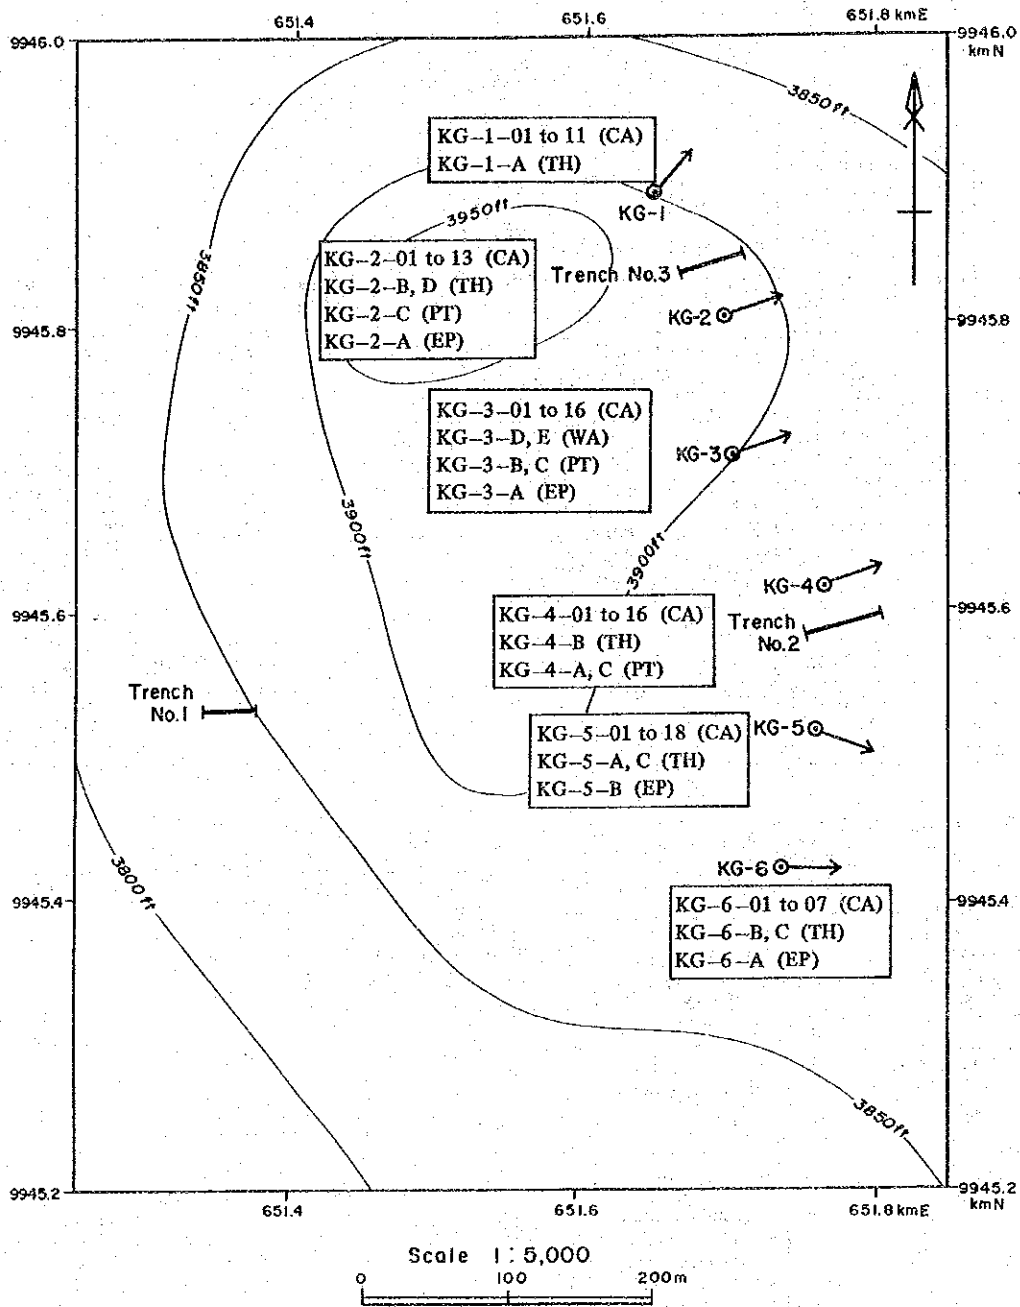 651.4
651.6
651.8 kmE
9946.0
9946.0
kmN
3850ft
KG-1-01 to 11 (CA)
KG-1-A (TH)
KG-1
3950ft
3850ft
KG-2-01 to 13 (CA)
KG-2-B, D (TH)
KG-2-C (PT)
KG-2-A (EP)
Trench No.3
KG-2
9945.8
9945.8
KG-3-01 to 16 (CA)
KG-3-D, E (WA)
KG-3-B, C (PT)
KG-3-A (EP)
KG-3
3900ft
3900ft
KG-4
KG-4-01 to 16 (CA)
KG-4-B (TH)
KG-4-A, C (PT)
9945.6
9945.6
Trench
No.2
Trench
No.1
KG-5-01 to 18 (CA)
KG-5-A, C (TH)
KG-5-B (EP)
KG-5
3800ft
KG-6
9945.4
9945.4
KG-6-01 to 07 (CA)
KG-6-B, C (TH)
KG-6-A (EP)
3850ft
9945.2
9945.2
kmN
651.4
651.6
651.8 kmE
Scale 1:5,000
0 100 200m